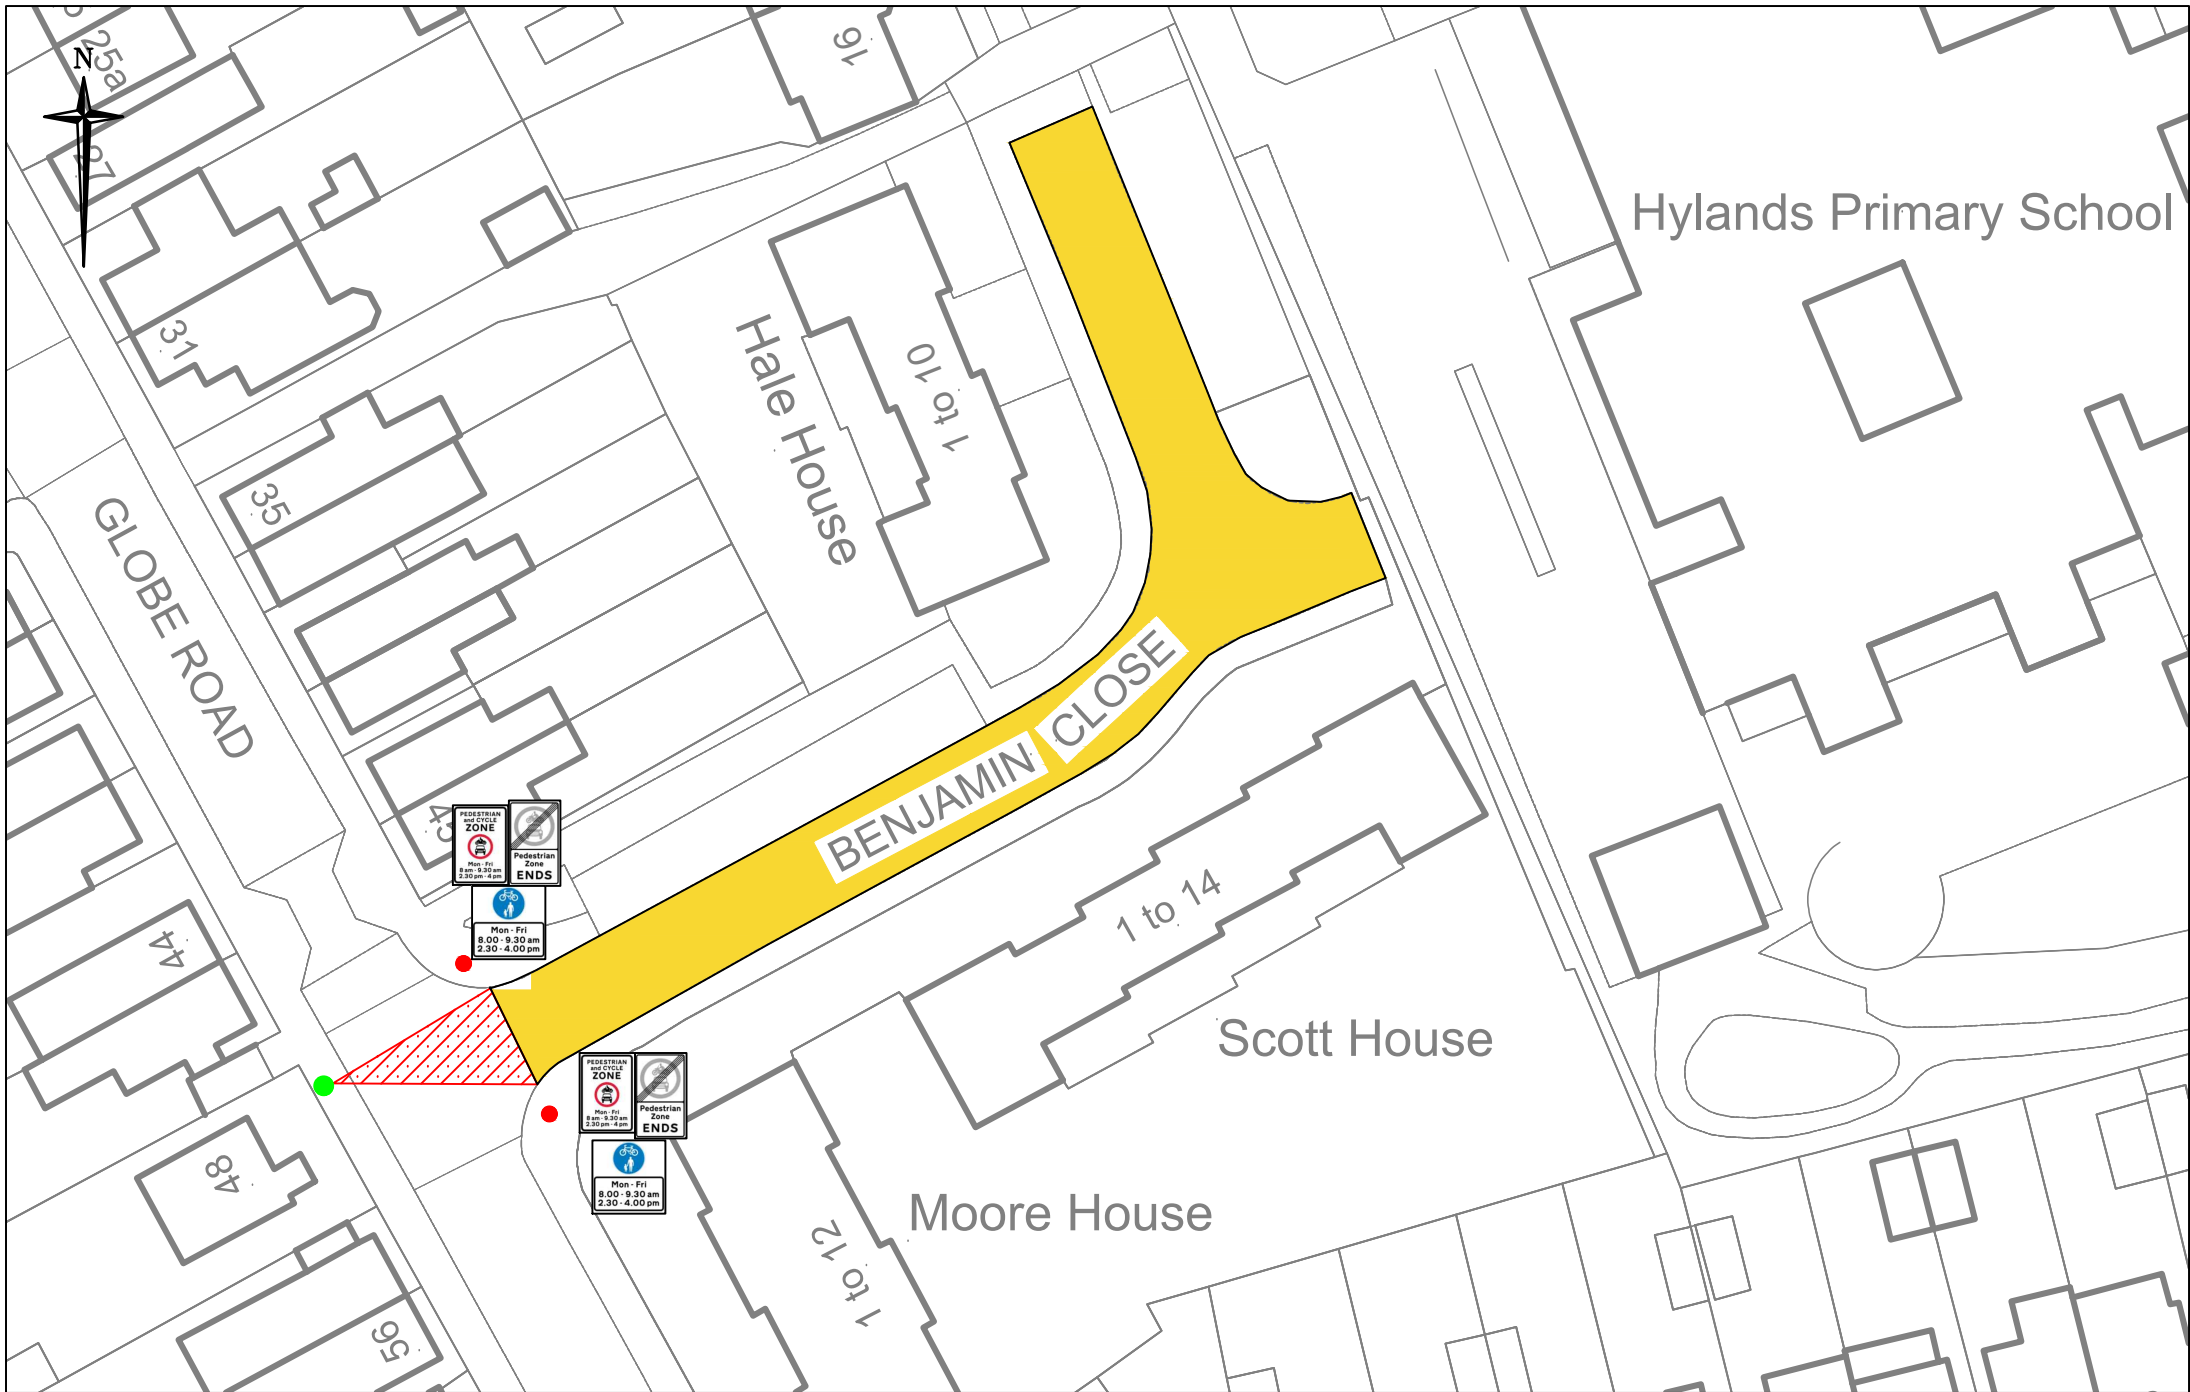 25a
N
27
16
Hylands Primary School
31
Hale House
1 to 10
35
GLOBE ROAD
BENJAMIN CLOSE
PEDESTRIAN
and CYCLE
ZONE
Mon - Fri
8 am - 9.30 am
2.30 pm - 4 pm
Pedestrian
Zone
ENDS
Mon - Fri
8.00 - 9.30 am
2.30 - 4.00 pm
44
1 to 14
Scott House
PEDESTRIAN
and CYCLE
ZONE
Mon - Fri
8 am - 9.30 am
2.30 pm - 4 pm
Pedestrian
Zone
ENDS
Mon - Fri
8.00 - 9.30 am
2.30 - 4.00 pm
48
Moore House
1 to 12
56